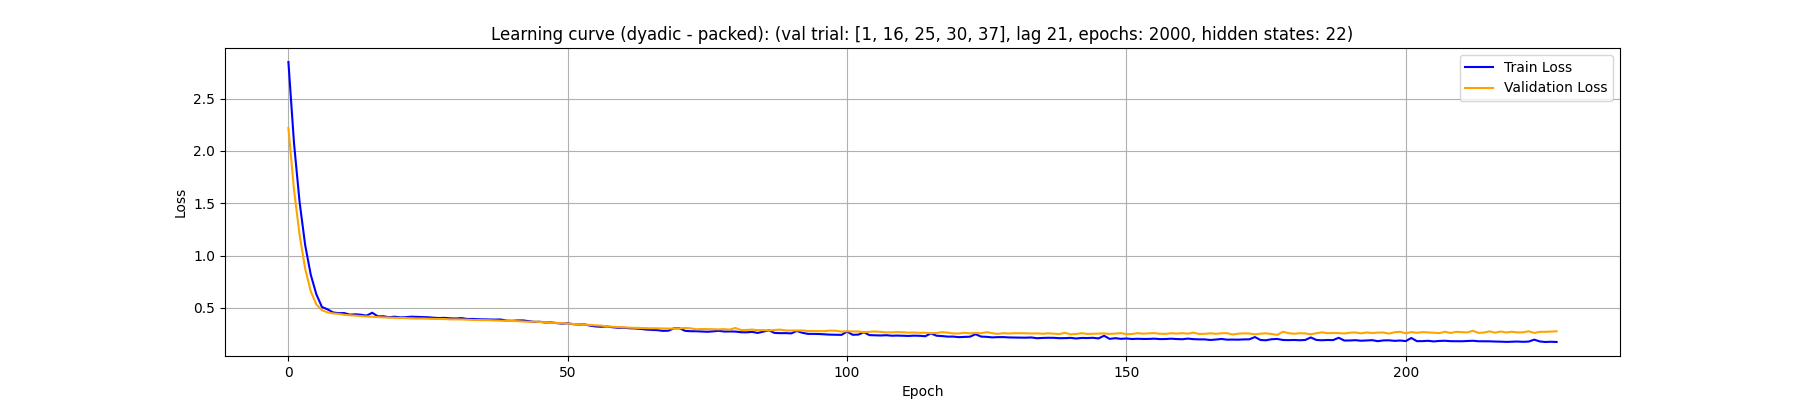 Learning curve (dyadic - packed): (val trial: [1, 16, 25, 30, 37], lag 21, epochs: 2000, hidden states: 22)
Train Loss
Validation Loss
2.5
2.0
1.5
1.0
0.5
Loss
0 50 100 150 200
Epoch